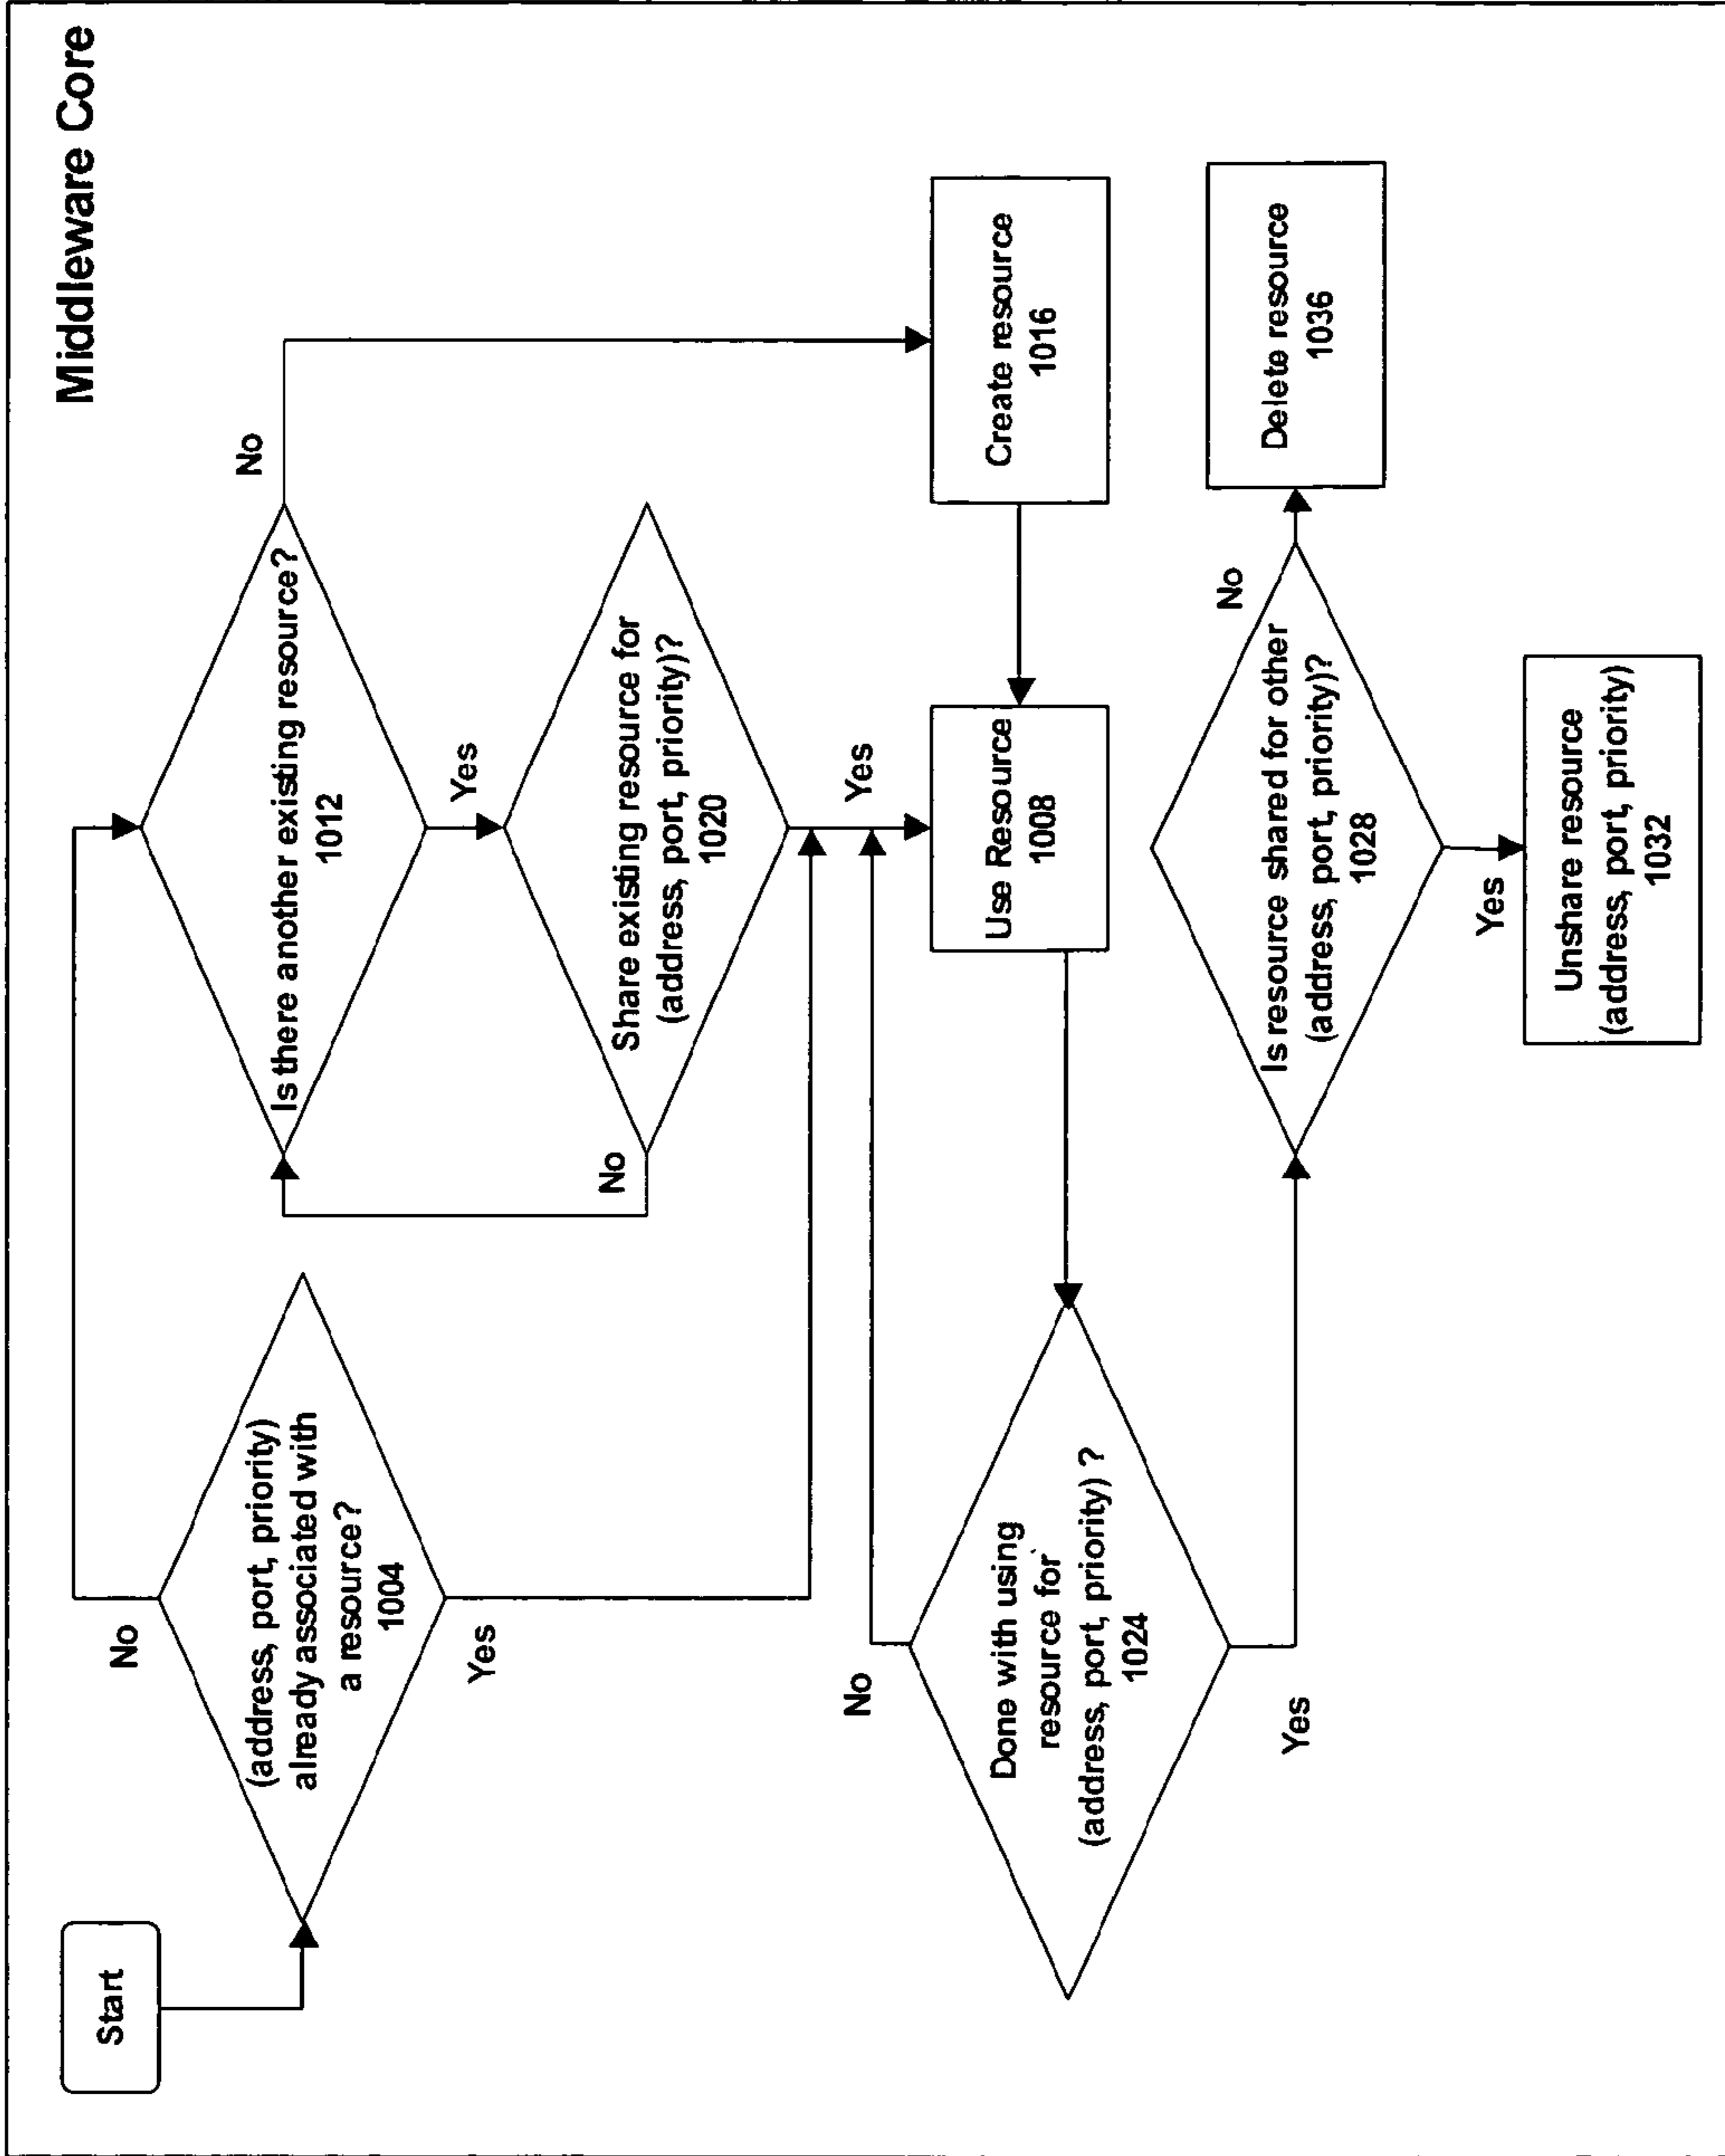 Middleware Core
Start
(address, port, priority)
already associated with
a resource?
1004
No
Yes
Is there another existing resource?
1012
No
Yes
Share existing resource for
(address, port, priority)?
1020
No
Yes
Use Resource
1008
Create resource
1016
Done with using
resource for
(address, port, priority) ?
1024
No
Yes
Is resource shared for other
(address, port, priority)?
1028
No
Yes
Delete resource
1036
Unshare resource
(address, port, priority)
1032